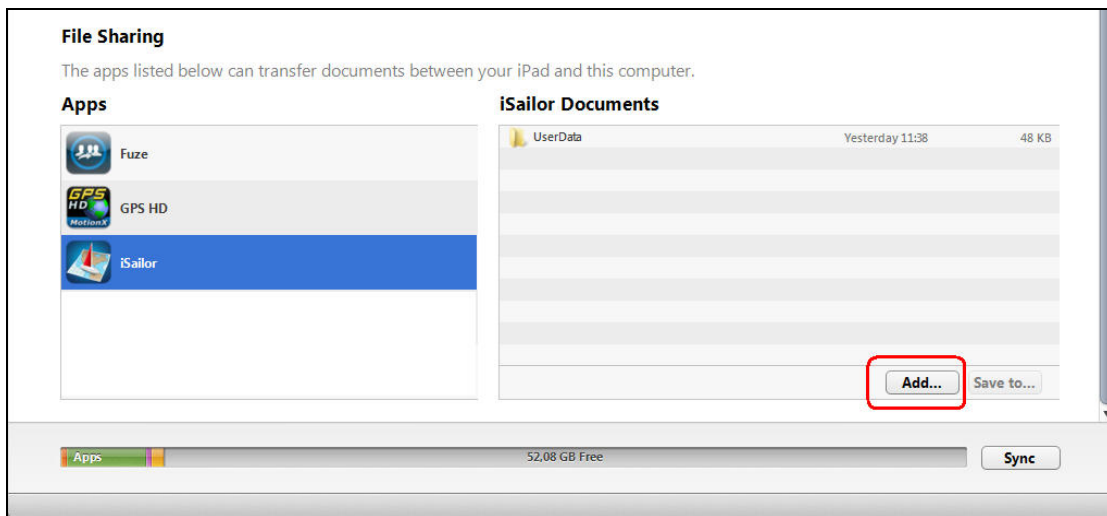 File Sharing
The apps listed below can transfer documents between your iPad and this computer.
Apps
Fuze
GPS HD MotionX
GPS HD
iSailor
iSailor Documents
UserData Yesterday 11:38 48 KB
Add... Save to...
Apps 52,08 GB Free Sync